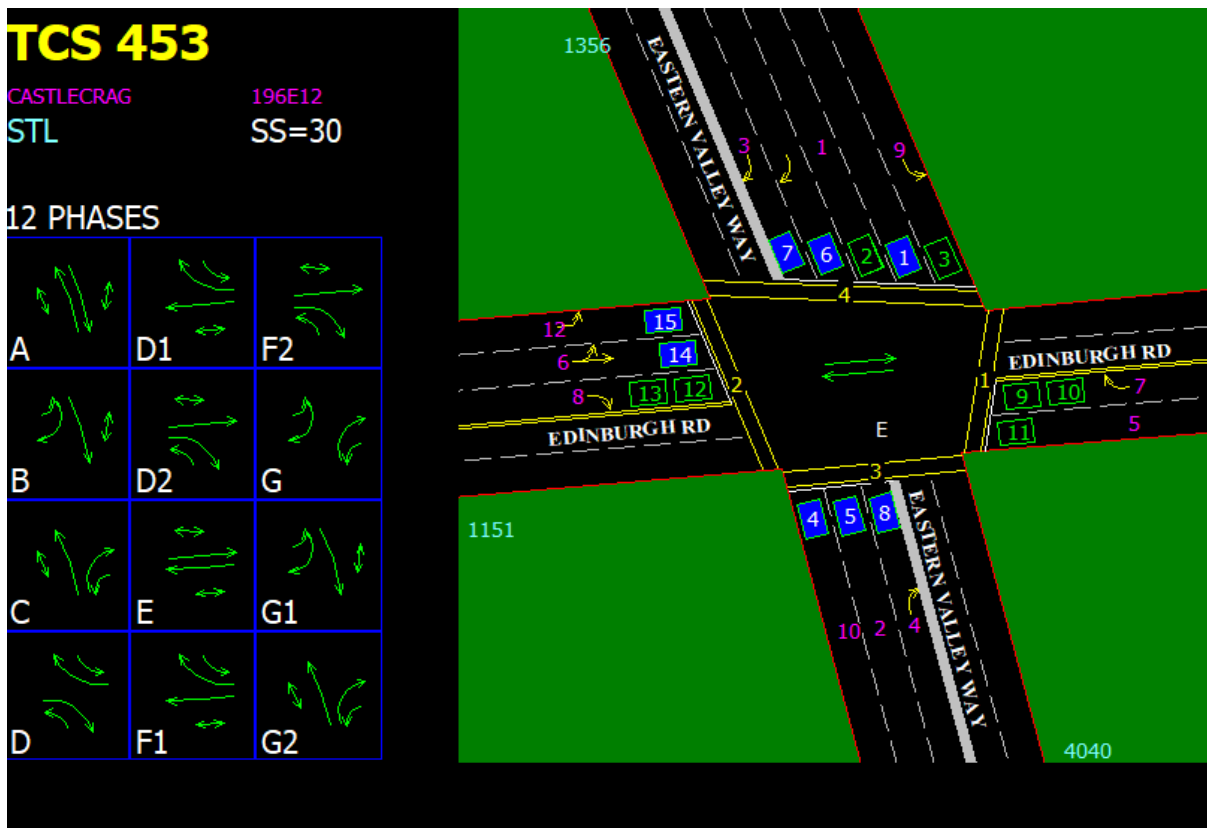 TCS 453
CASTLECRAG 196E12
STL SS=30
12 PHASES
A D1 F2
B D2 G
C E G1
D F1 G2
1356
EASTERN VALLEY WAY
3 1 9
7 6 2 1 3
4
12 15
6 14
8 13 12
2
EDINBURGH RD
E
1
EDINBURGH RD
9 10 7
11 5
3
4 5 8
10 2 4
EASTERN VALLEY WAY
1151
4040